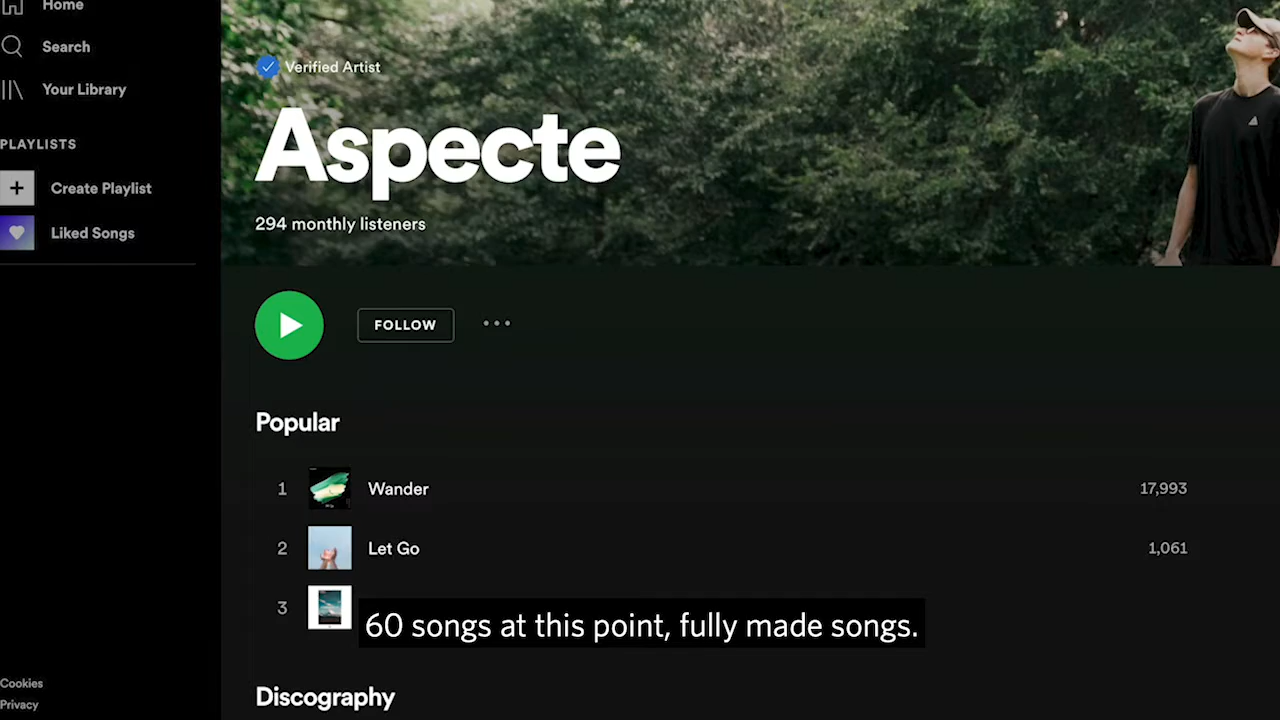 Home
Search
Your Library
PLAYLISTS
Create Playlist
Liked Songs
Cookies
Privacy
Verified Artist
Aspecte
294 monthly listeners
FOLLOW
Popular
1 Wander 17,993
2 Let Go 1,061
3
60 songs at this point, fully made songs.
Discography